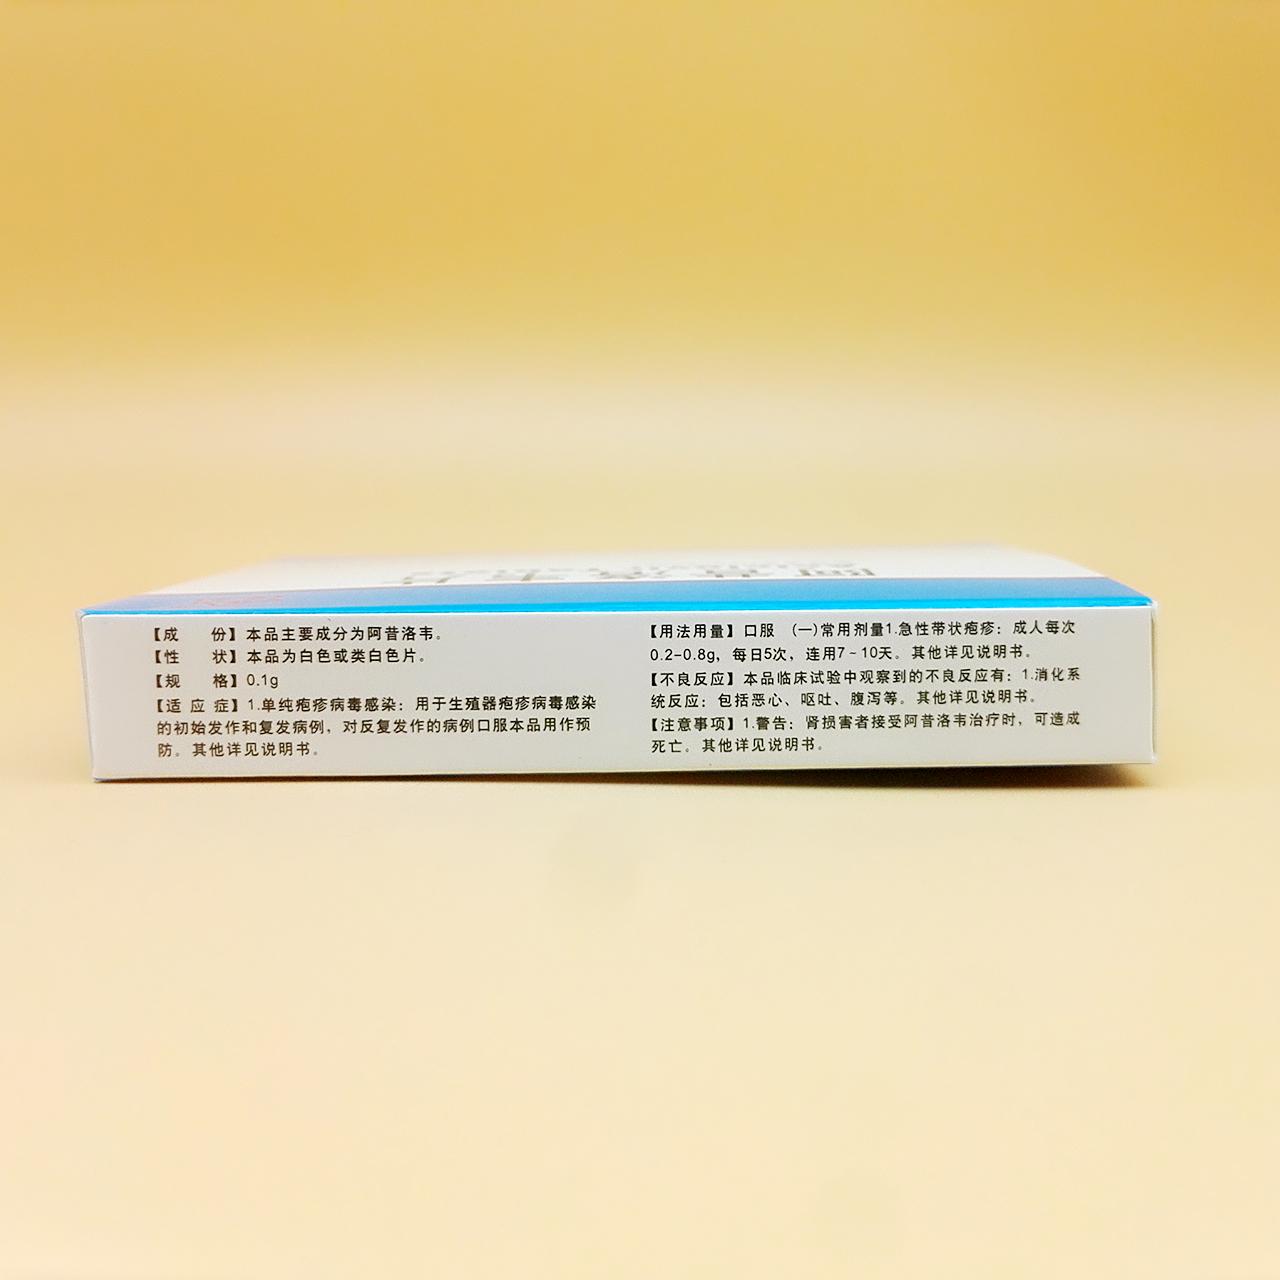 【成　　份】本品主要成分为阿昔洛韦。
【性　　状】本品为白色或类白色片。
【规　　格】0.1g
【适 应 症】1.单纯疱疹病毒感染：用于生殖器疱疹病毒感染
的初始发作和复发病例，对反复发作的病例口服本品用作预
防。其他详见说明书。
【用法用量】口服　(一)常用剂量1.急性带状疱疹：成人每次
0.2-0.8g，每日5次，连用7-10天。其他详见说明书。
【不良反应】本品临床试验中观察到的不良反应有：1.消化系
统反应：包括恶心、呕吐、腹泻等。其他详见说明书。
【注意事项】1.警告：肾损害者接受阿昔洛韦治疗时，可造成
死亡。其他详见说明书。